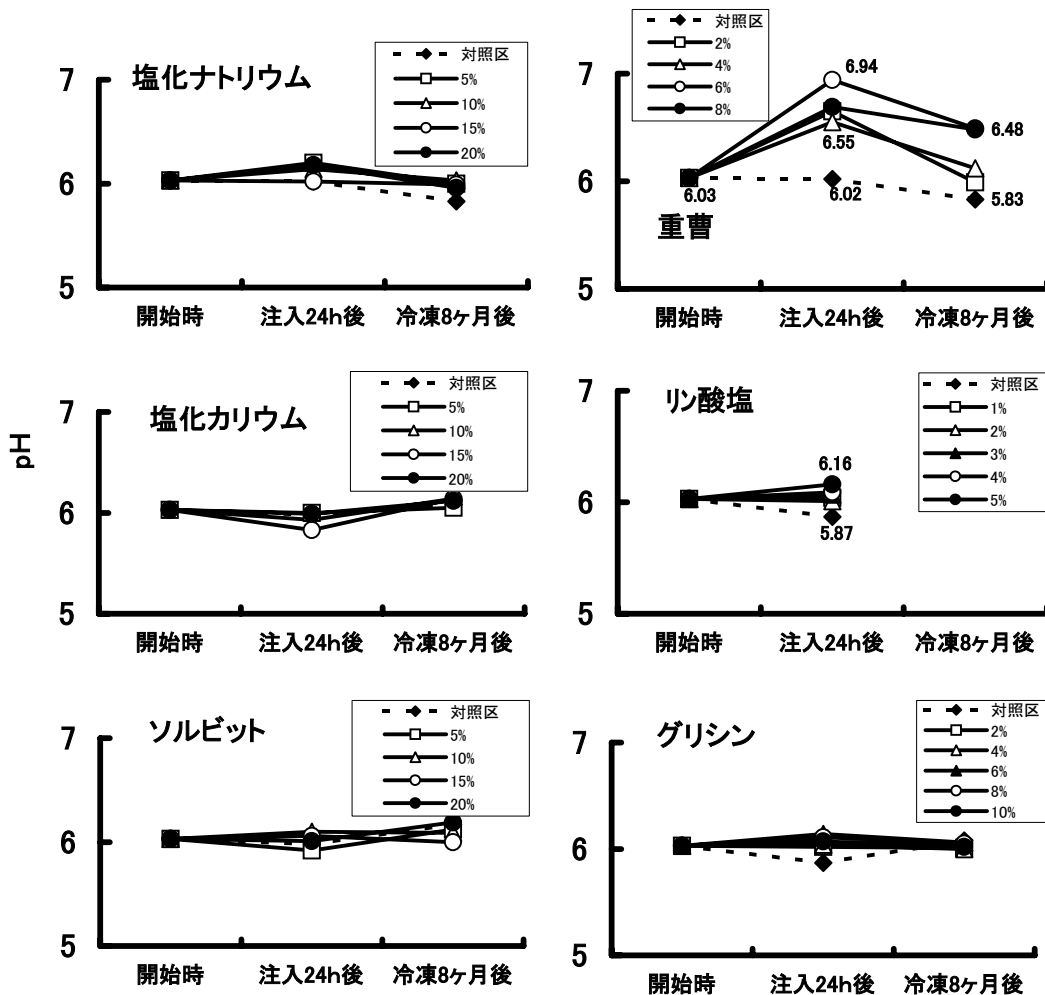 pH
塩化ナトリウム
対照区
5%
10%
15%
20%
7
6
5
開始時 注入24h後 冷凍8ヶ月後
重曹
対照区
2%
4%
6%
8%
7
6
5
6.94
6.55
6.48
6.03
6.02
5.83
開始時 注入24h後 冷凍8ヶ月後
塩化カリウム
対照区
5%
10%
15%
20%
7
6
5
開始時 注入24h後 冷凍8ヶ月後
リン酸塩
対照区
1%
2%
3%
4%
5%
7
6
5
6.16
5.87
開始時 注入24h後 冷凍8ヶ月後
ソルビット
対照区
5%
10%
15%
20%
7
6
5
開始時 注入24h後 冷凍8ヶ月後
グリシン
対照区
2%
4%
6%
8%
10%
7
6
5
開始時 注入24h後 冷凍8ヶ月後